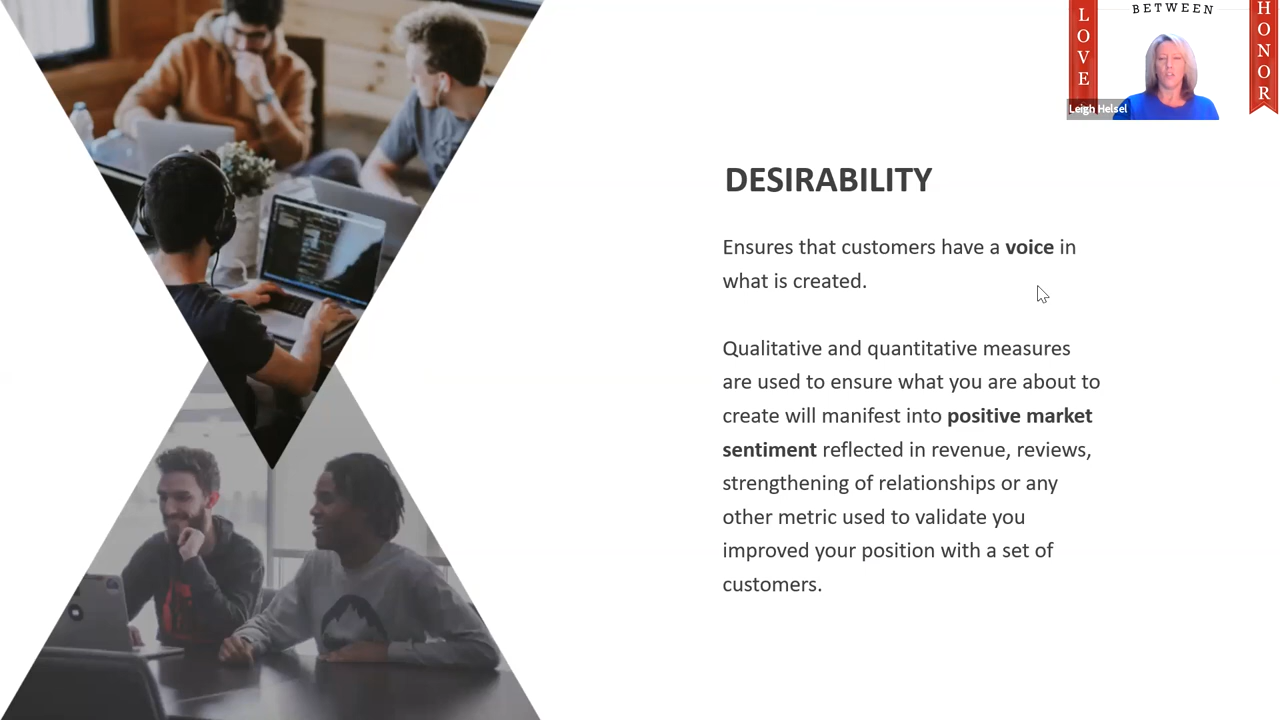 LOVE
BETWEEN
HONOR
Leigh Helsel
DESIRABILITY
Ensures that customers have a voice in
what is created.
Qualitative and quantitative measures
are used to ensure what you are about to
create will manifest into positive market
sentiment reflected in revenue, reviews,
strengthening of relationships or any
other metric used to validate you
improved your position with a set of
customers.